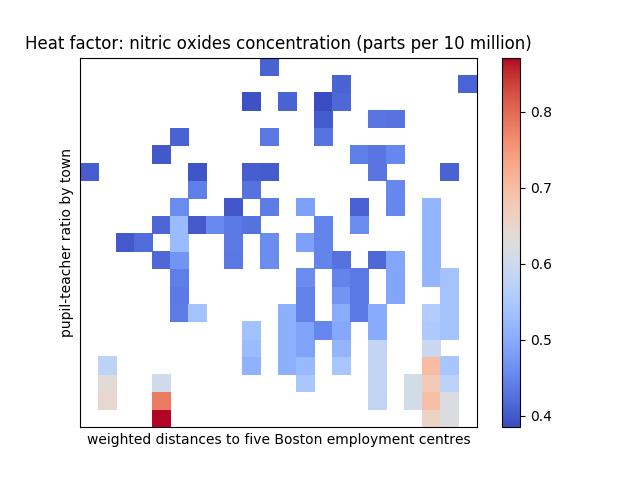 Heat factor: nitric oxides concentration (parts per 10 million)
pupil-teacher ratio by town
weighted distances to five Boston employment centres
0.8
0.7
0.6
0.5
0.4